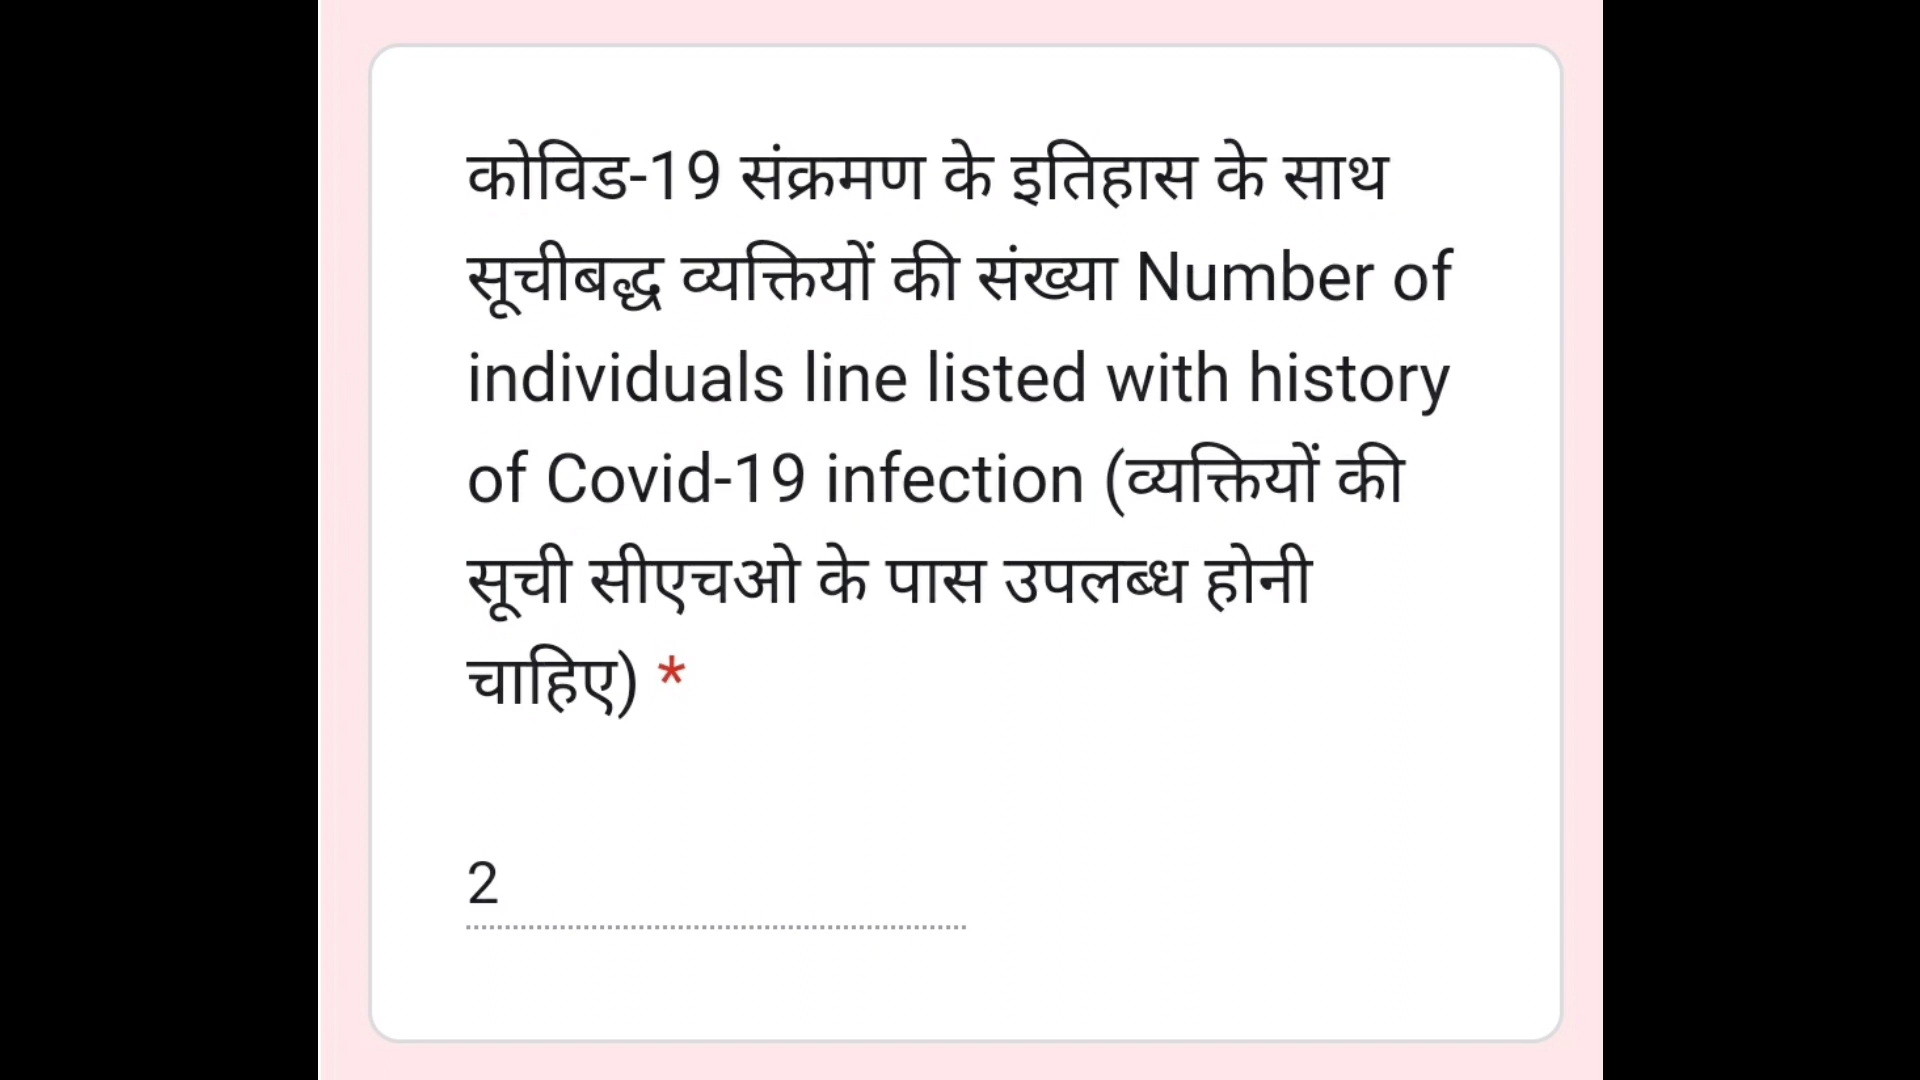 कोविड-19 संक्रमण के इतिहास के साथ
सूचीबद्ध व्यक्तियों की संख्या Number of
individuals line listed with history
of Covid-19 infection (व्यक्तियों की
सूची सीएचओ के पास उपलब्ध होनी
चाहिए) *
2